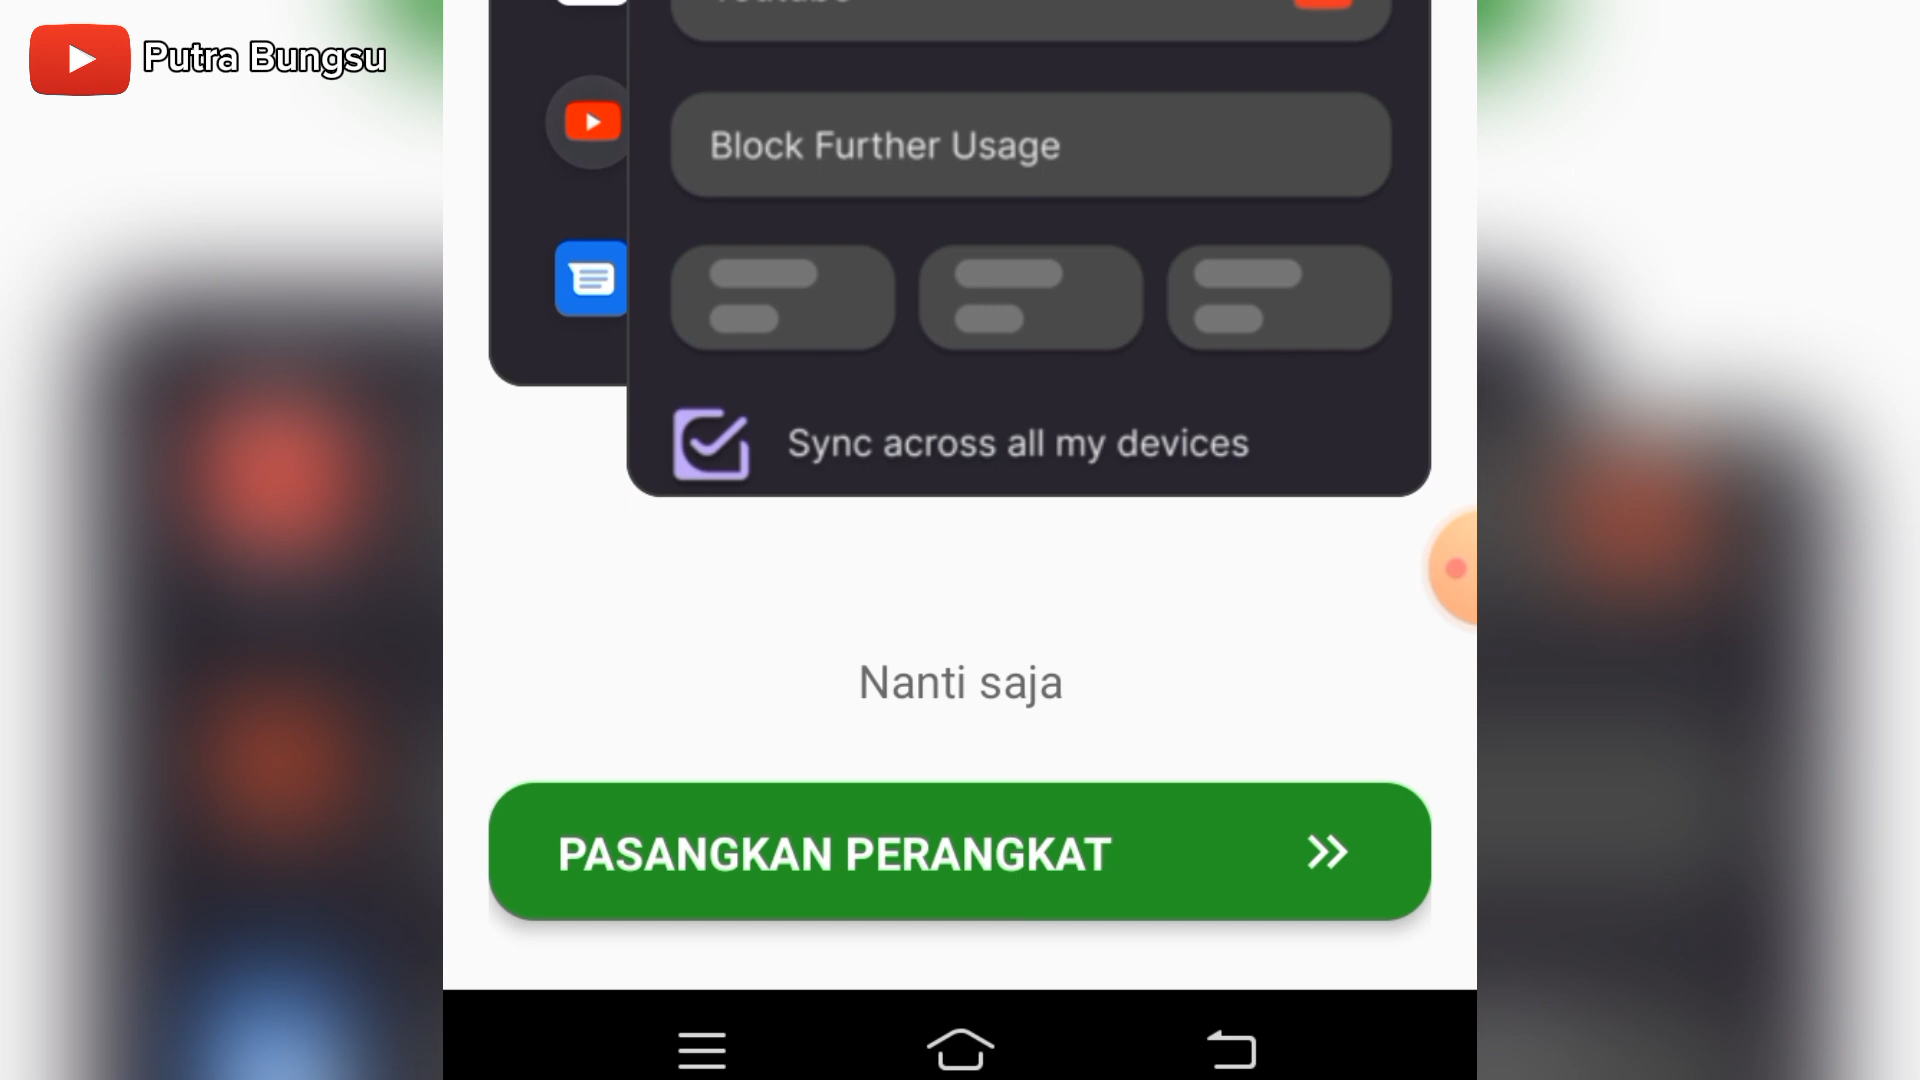 Putra Bungsu
Block Further Usage
Sync across all my devices
Nanti saja
PASANGKAN PERANGKAT